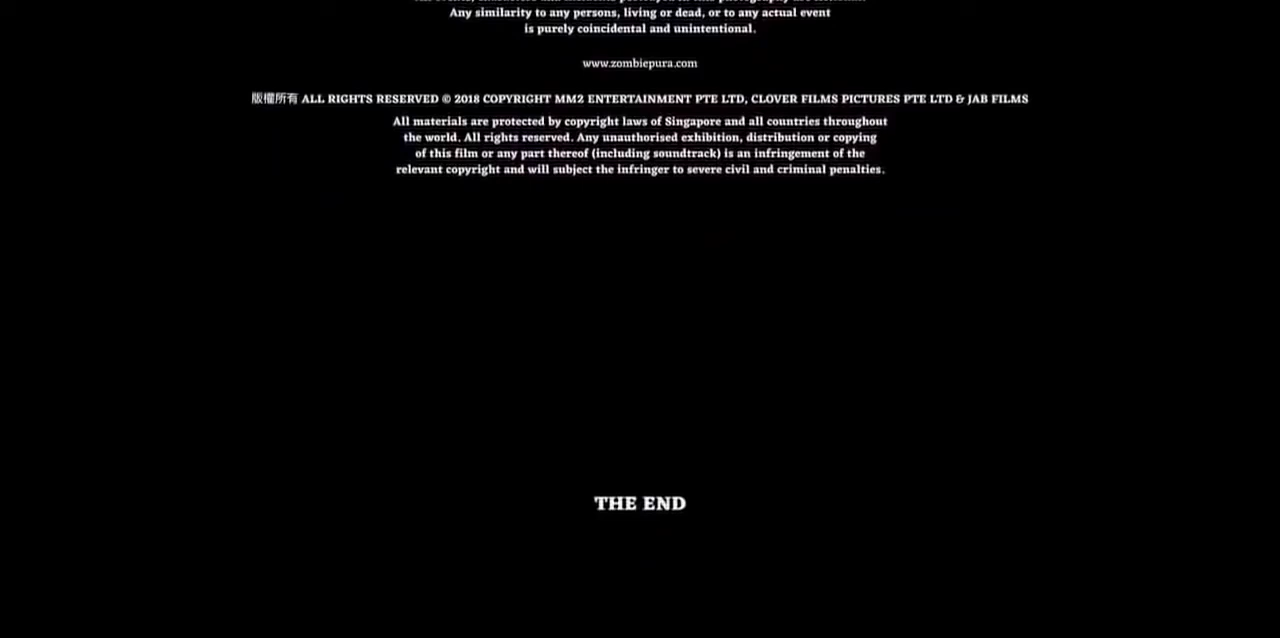 Any similarity to any persons, living or dead, or to any actual event
is purely coincidental and unintentional.
www.zombiepura.com
版權所有 ALL RIGHTS RESERVED © 2018 COPYRIGHT MM2 ENTERTAINMENT PTE LTD, CLOVER FILMS PICTURES PTE LTD & JAB FILMS
All materials are protected by copyright laws of Singapore and all countries throughout
the world. All rights reserved. Any unauthorised exhibition, distribution or copying
of this film or any part thereof (including soundtrack) is an infringement of the
relevant copyright and will subject the infringer to severe civil and criminal penalties.
THE END